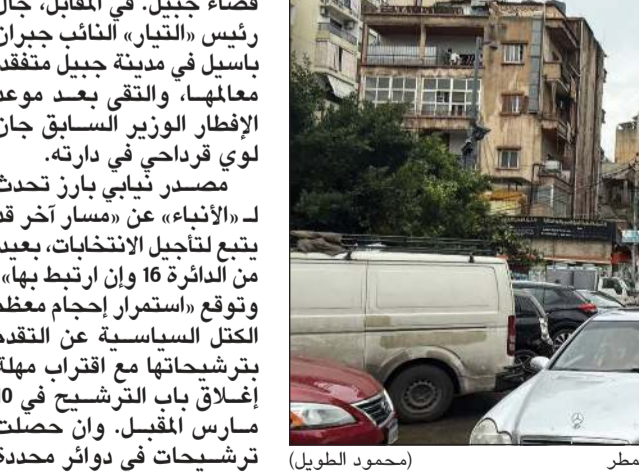 قضاء جبيل. في المقابل، جال
رئيس «التيار» النائب جبران
باسيل في مدينة جبيل متفقدا
معالمها، والتقى بعد موعد
الإفطار الوزير السابق جان
لوي قرداحي في دارته.
مصدر نيابي بارز تحدث
لـ «الأنباء» عن «مسار آخر قد
يتبع لتأجيل الانتخابات، بعيد
من الدائرة 16 وإن ارتبط بها»
وتوقع «استمرار إحجام معظم
الكتل السياسية عن التقدم
بترشيحاتها مع اقتراب مهلة
إغلاق باب الترشيح في
مارس المقبل. وان حصلت
ترشيحات في دوائر محددة
مطر
(محمود الطويل)